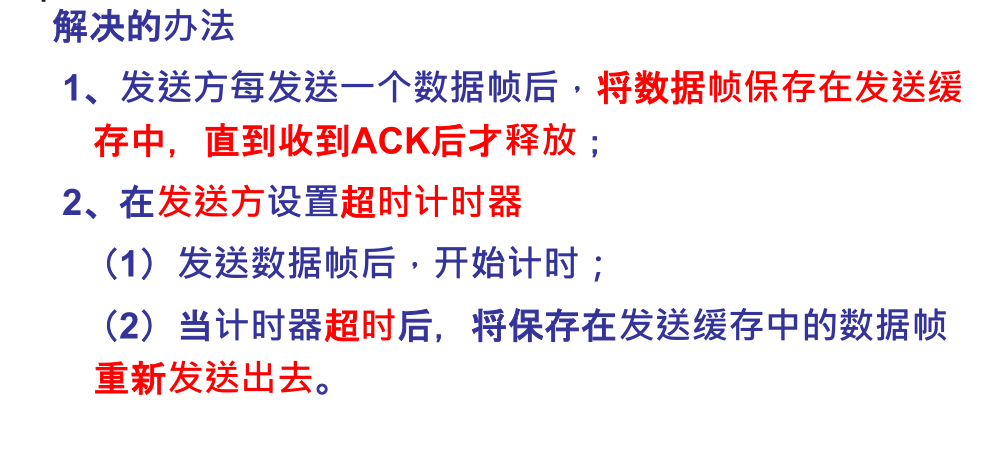 解决的办法
1、发送方每发送一个数据帧后，将数据帧保存在发送缓
存中，直到收到ACK后才释放；
2、在发送方设置超时计时器
（1）发送数据帧后，开始计时；
（2）当计时器超时后，将保存在发送缓存中的数据帧
重新发送出去。